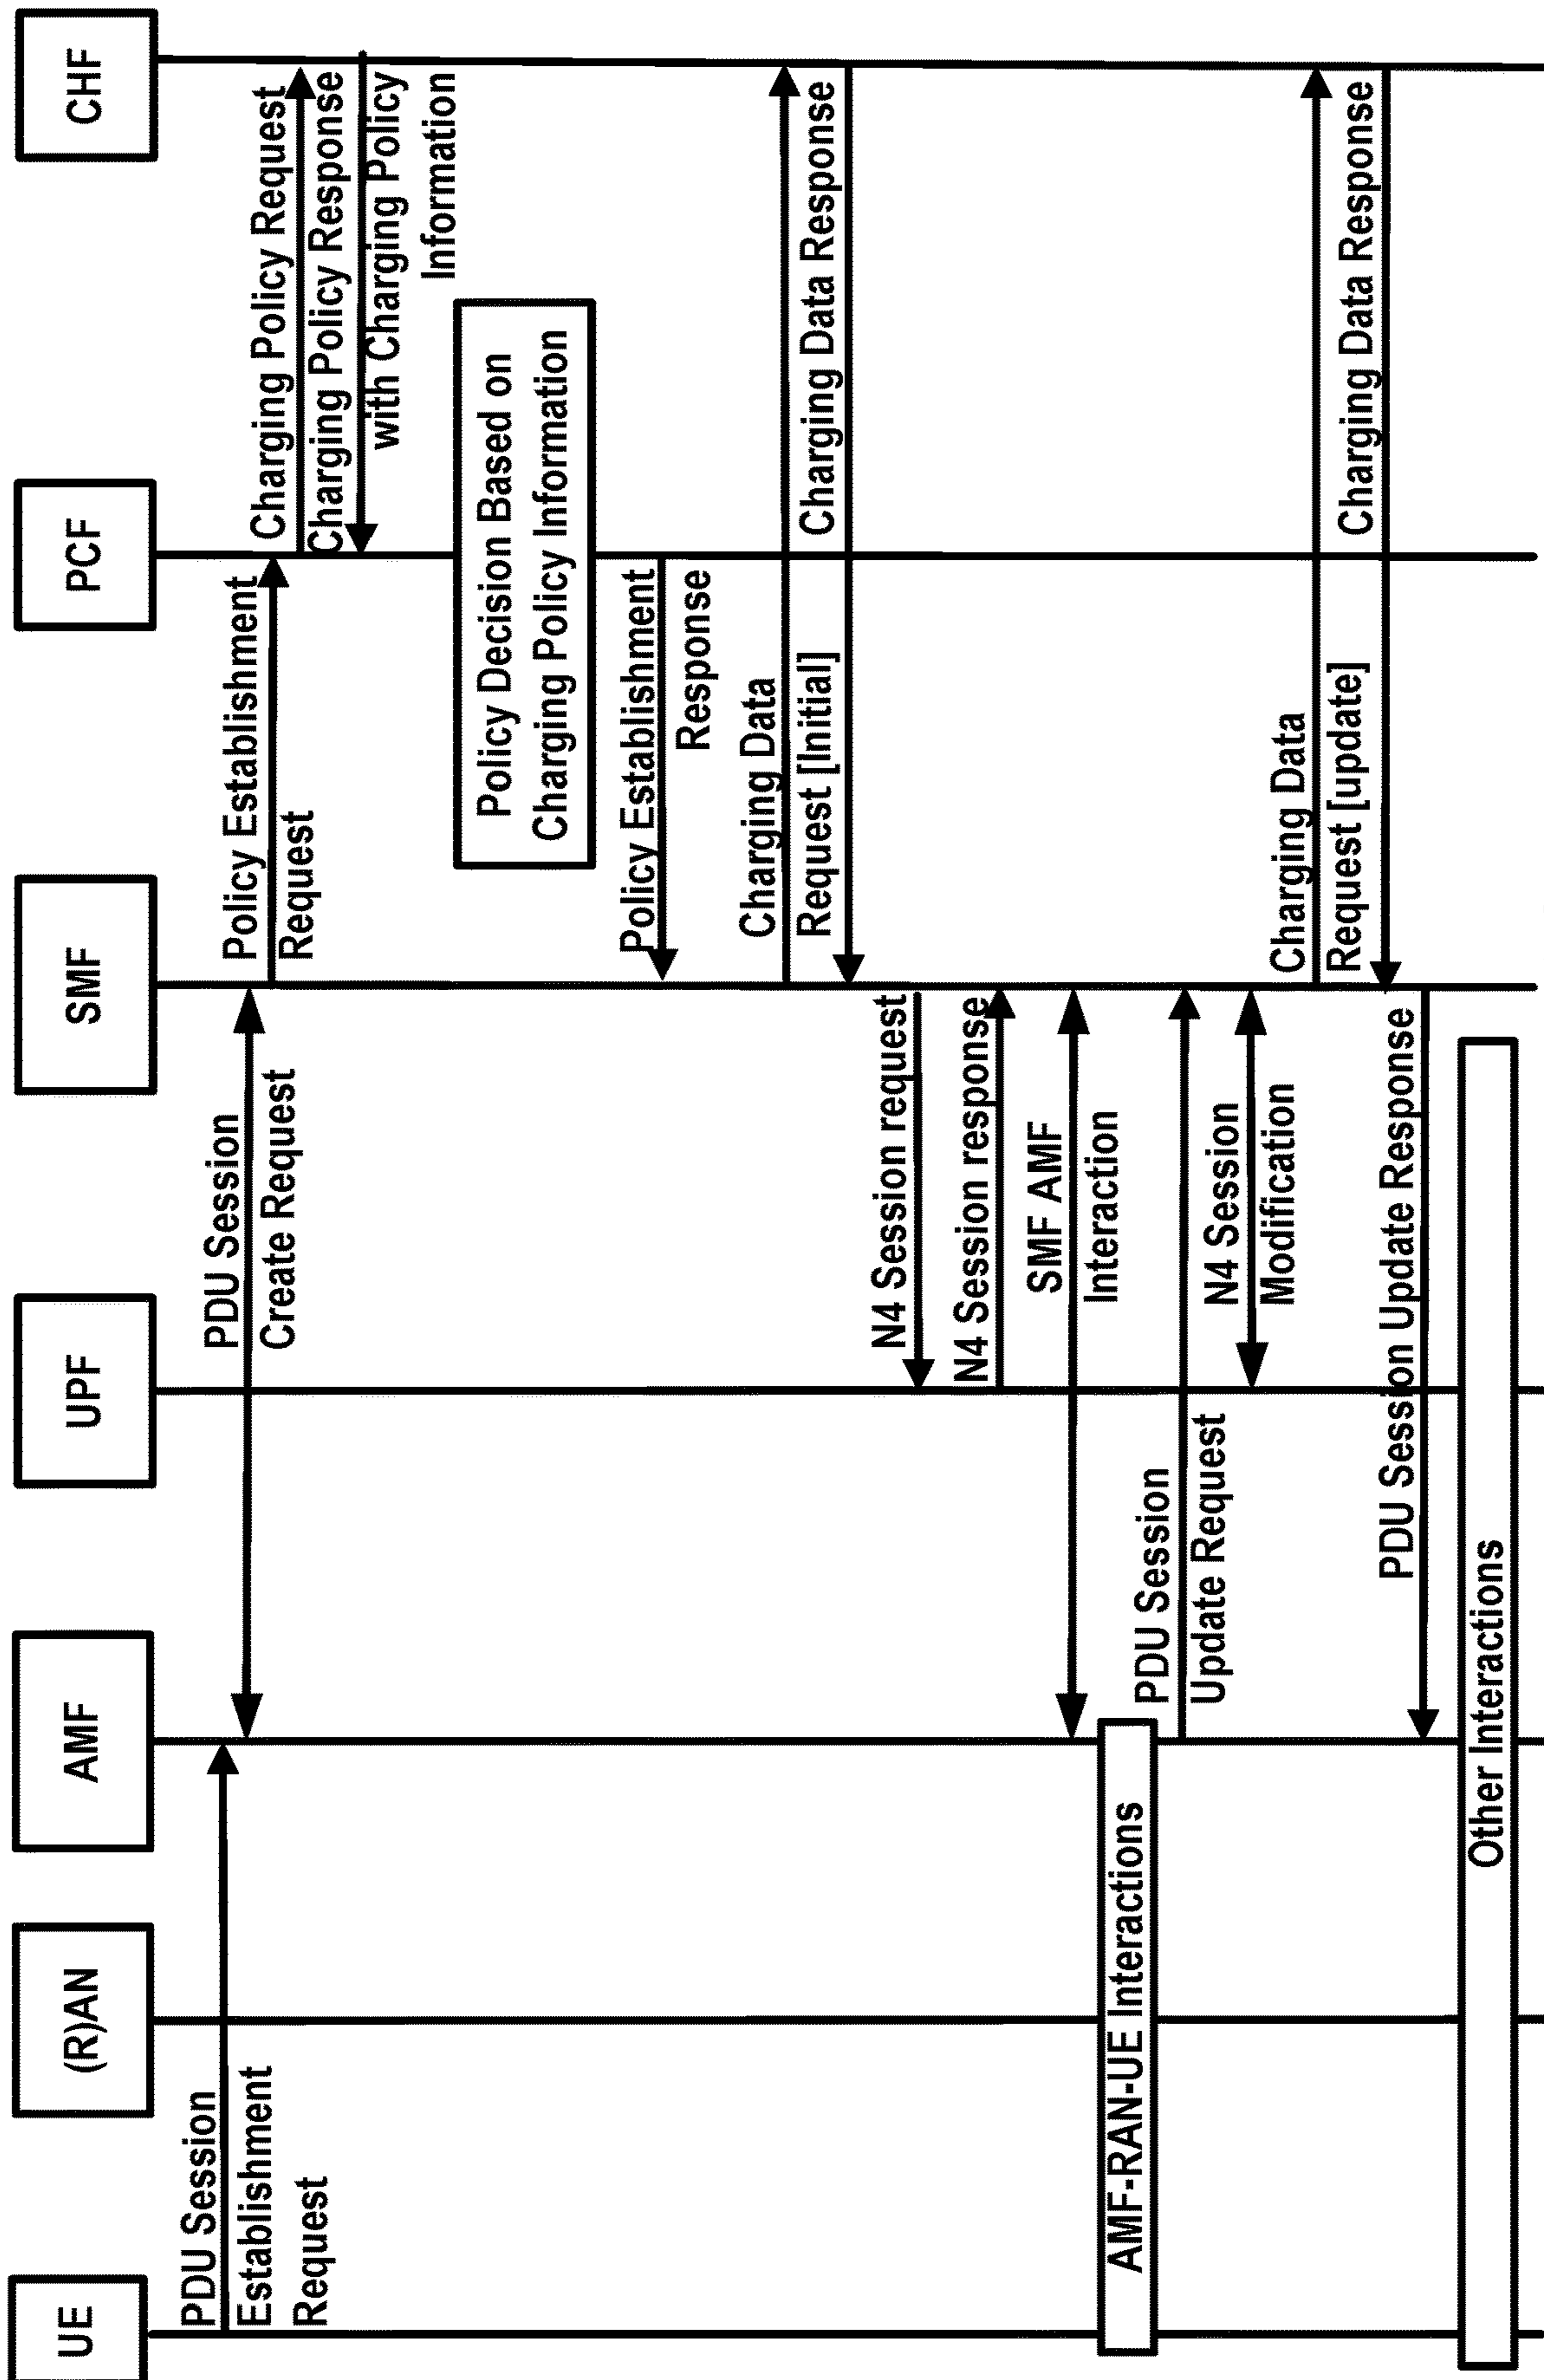 UE
(R)AN
AMF
UPF
SMF
PCF
CHF
PDU Session
Establishment
Request
PDU Session
Create Request
Policy Establishment
Request
Charging Policy Request
Charging Policy Response
with Charging Policy
Information
Policy Decision Based on
Charging Policy Information
Policy Establishment
Response
Charging Data
Request [Initial]
Charging Data Response
N4 Session request
N4 Session response
SMF AMF
Interaction
AMF-RAN-UE Interactions
PDU Session
Update Request
N4 Session
Modification
Charging Data
Request [update]
Charging Data Response
PDU Session Update Response
Other Interactions